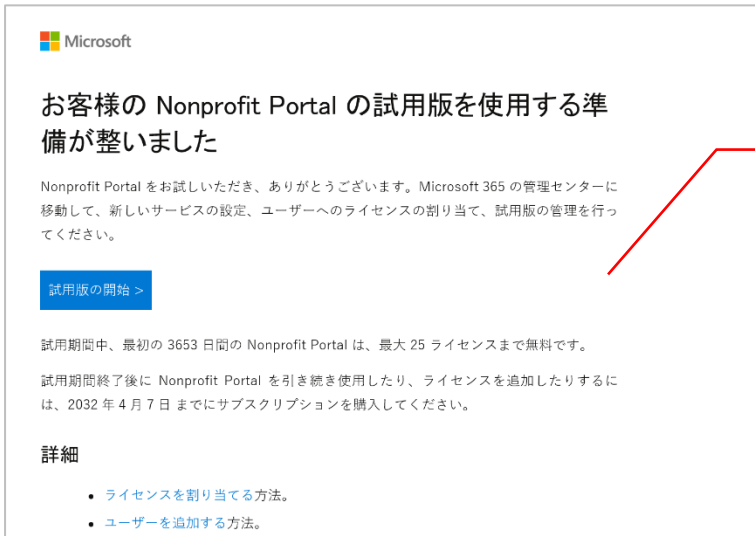 Microsoft
お客様の Nonprofit Portal の試用版を使用する準
備が整いました
Nonprofit Portal をお試しいただき、ありがとうございます。Microsoft 365 の管理センターに
移動して、新しいサービスの設定、ユーザーへのライセンスの割り当て、試用版の管理を行っ
てください。
試用版の開始 >
試用期間中、最初の 3653 日間の Nonprofit Portal は、最大 25 ライセンスまで無料です。
試用期間終了後に Nonprofit Portal を引き続き使用したり、ライセンスを追加したりするに
は、2032 年 4 月 7 日 までにサブスクリプションを購入してください。
詳細
• ライセンスを割り当てる方法。
• ユーザーを追加する方法。